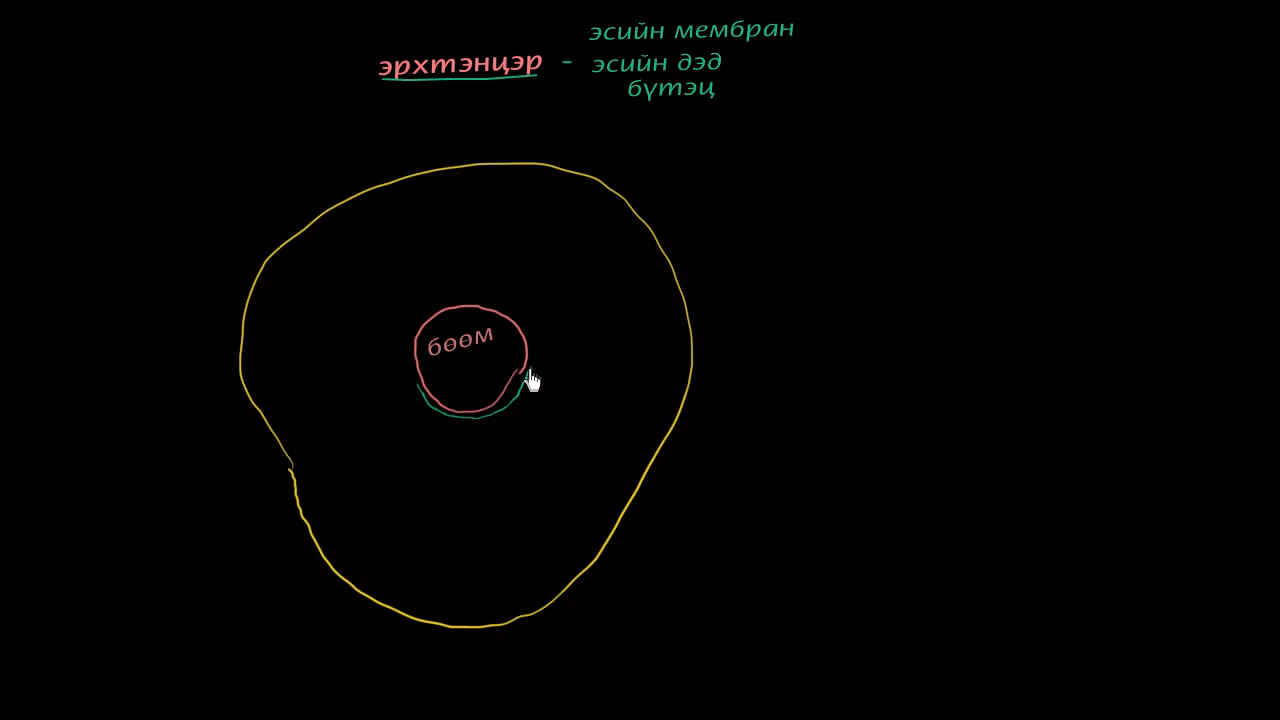 эсийн мембран
эрхтэнцэр - эсийн дэд
бүтэц
бөөм